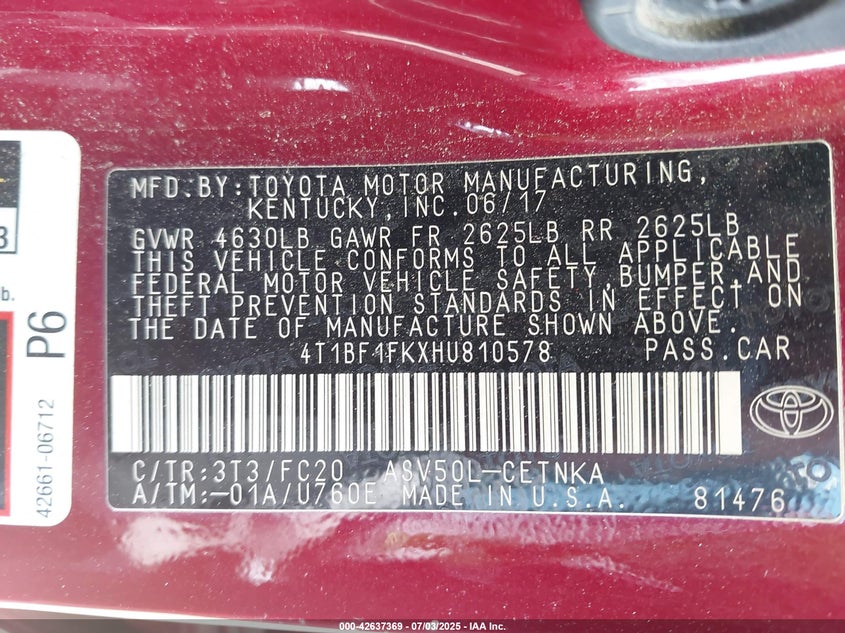 MFD.BY:TOYOTA MOTOR MANUFACTURING,
KENTUCKY,INC.06/17
GVWR 4630LB GAWR FR 2625LB RR 2625LB
THIS VEHICLE CONFORMS TO ALL APPLICABLE
FEDERAL MOTOR VEHICLE SAFETY,BUMPER,AND
THEFT PREVENTION STANDARDS IN EFFECT ON
THE DATE OF MANUFACTURE SHOWN ABOVE.
4T1BF1FKXHU810578 PASS.CAR
C/TR:3T3/FC20 ASV50L-CETNKA
A/TM:-01A/U760E MADE IN U.S.A. 81476
3
b.
P6
42661-06712
000-42637369 - 07/03/2025 - IAA Inc.